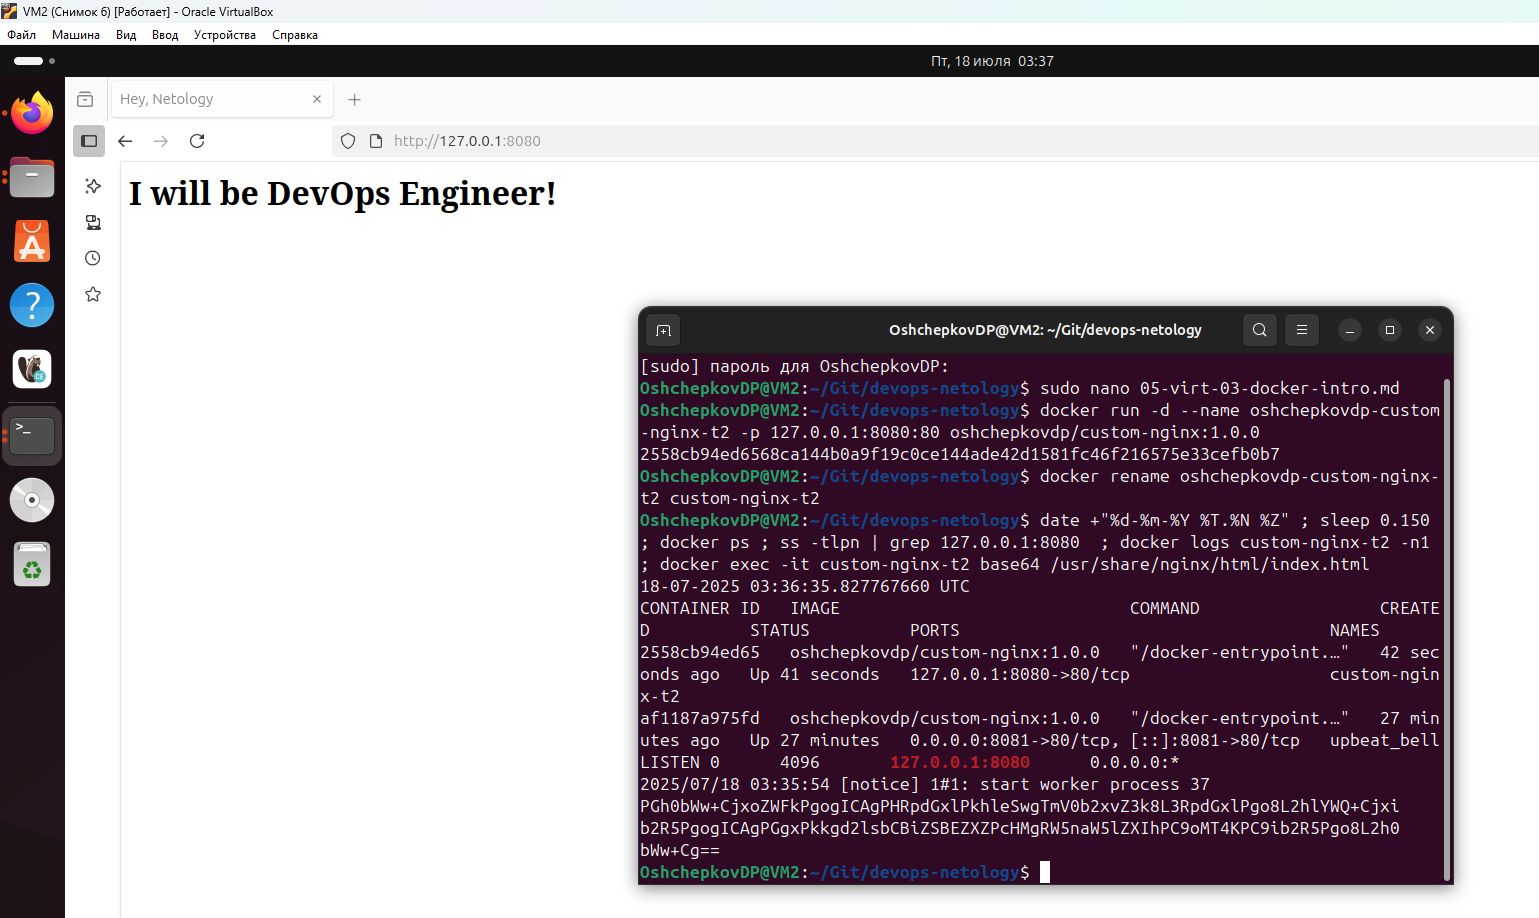 VM2 (Снимок 6) [Работает] - Oracle VirtualBox
Файл Машина Вид Ввод Устройства Справка
Пт, 18 июля 03:37
Hey, Netology
http://127.0.0.1:8080
I will be DevOps Engineer!
OshchepkovDP@VM2: ~/Git/devops-netology
[sudo] пароль для OshchepkovDP:
OshchepkovDP@VM2:~/Git/devops-netology$ sudo nano 05-virt-03-docker-intro.md
OshchepkovDP@VM2:~/Git/devops-netology$ docker run -d --name oshchepkovdp-custom
-nginx-t2 -p 127.0.0.1:8080:80 oshchepkovdp/custom-nginx:1.0.0
2558cb94ed6568ca144b0a9f19c0ce144ade42d1581fc46f216575e33cefb0b7
OshchepkovDP@VM2:~/Git/devops-netology$ docker rename oshchepkovdp-custom-nginx-
t2 custom-nginx-t2
OshchepkovDP@VM2:~/Git/devops-netology$ date +"%d-%m-%Y %T.%N %Z" ; sleep 0.150
; docker ps ; ss -tlpn | grep 127.0.0.1:8080  ; docker logs custom-nginx-t2 -n1
; docker exec -it custom-nginx-t2 base64 /usr/share/nginx/html/index.html
18-07-2025 03:36:35.827767660 UTC
CONTAINER ID   IMAGE                             COMMAND                  CREATE
D          STATUS          PORTS                                     NAMES
2558cb94ed65   oshchepkovdp/custom-nginx:1.0.0   "/docker-entrypoint.…"   42 sec
onds ago   Up 41 seconds   127.0.0.1:8080->80/tcp                    custom-ngin
x-t2
af1187a975fd   oshchepkovdp/custom-nginx:1.0.0   "/docker-entrypoint.…"   27 min
utes ago   Up 27 minutes   0.0.0.0:8081->80/tcp, [::]:8081->80/tcp   upbeat_bell
LISTEN 0      4096       127.0.0.1:8080      0.0.0.0:*
2025/07/18 03:35:54 [notice] 1#1: start worker process 37
PGh0bWw+CjxoZWFkPgogICAgPHRpdGxlPkhleSwgTmV0b2xvZ3k8L3RpdGxlPgo8L2hlYWQ+Cjxi
b2R5PgogICAgPGgxPkkgd2lsbCBiZSBEZXZPcHMgRW5naW5lZXIhPC9oMT4KPC9ib2R5Pgo8L2h0
bWw+Cg==
OshchepkovDP@VM2:~/Git/devops-netology$